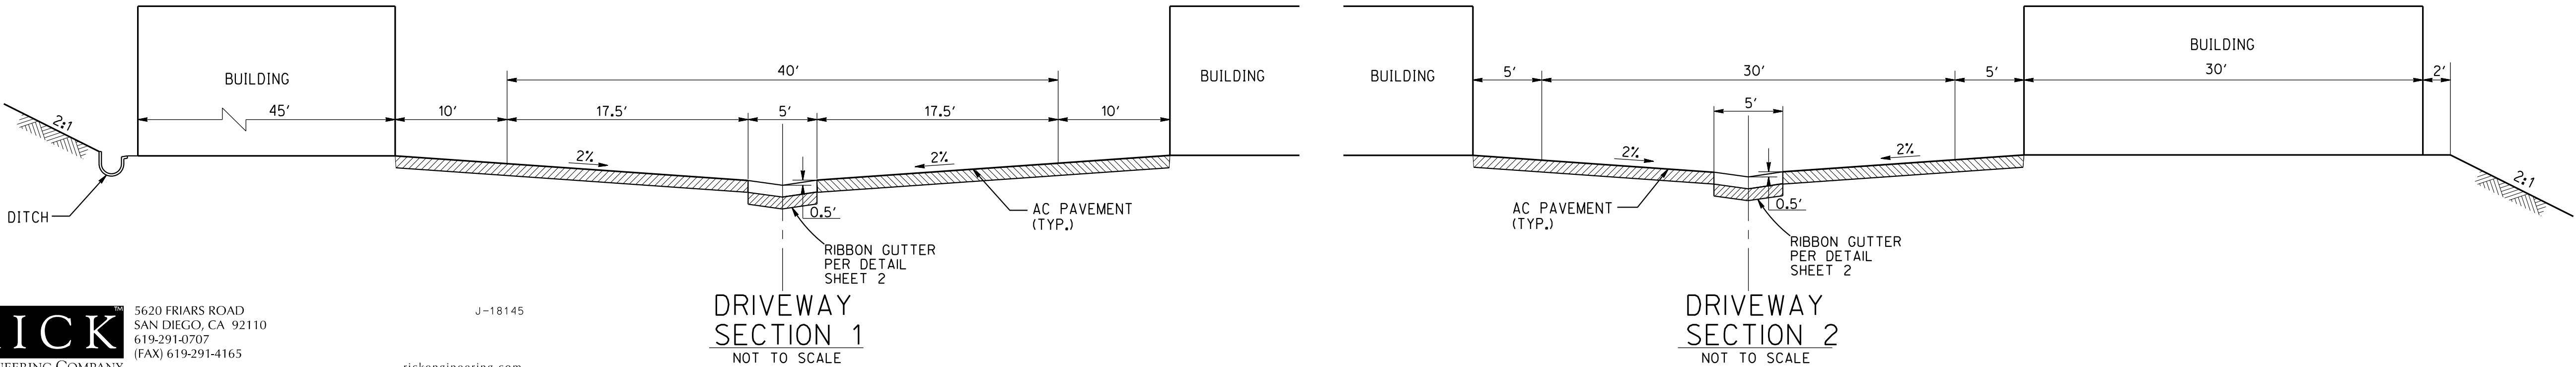 BUILDING
45'
10'
40'
17.5'
5'
17.5'
10'
BUILDING
2:1
DITCH
2%
2%
0.5'
AC PAVEMENT
(TYP.)
RIBBON GUTTER
PER DETAIL
SHEET 2
DRIVEWAY
SECTION 1
NOT TO SCALE
BUILDING
5'
30'
5'
5'
BUILDING
30'
2'
2%
2%
0.5'
AC PAVEMENT
(TYP.)
RIBBON GUTTER
PER DETAIL
SHEET 2
2:1
DRIVEWAY
SECTION 2
NOT TO SCALE
ICK™
5620 FRIARS ROAD
SAN DIEGO, CA 92110
619-291-0707
(FAX) 619-291-4165
J-18145
rickengineering.com